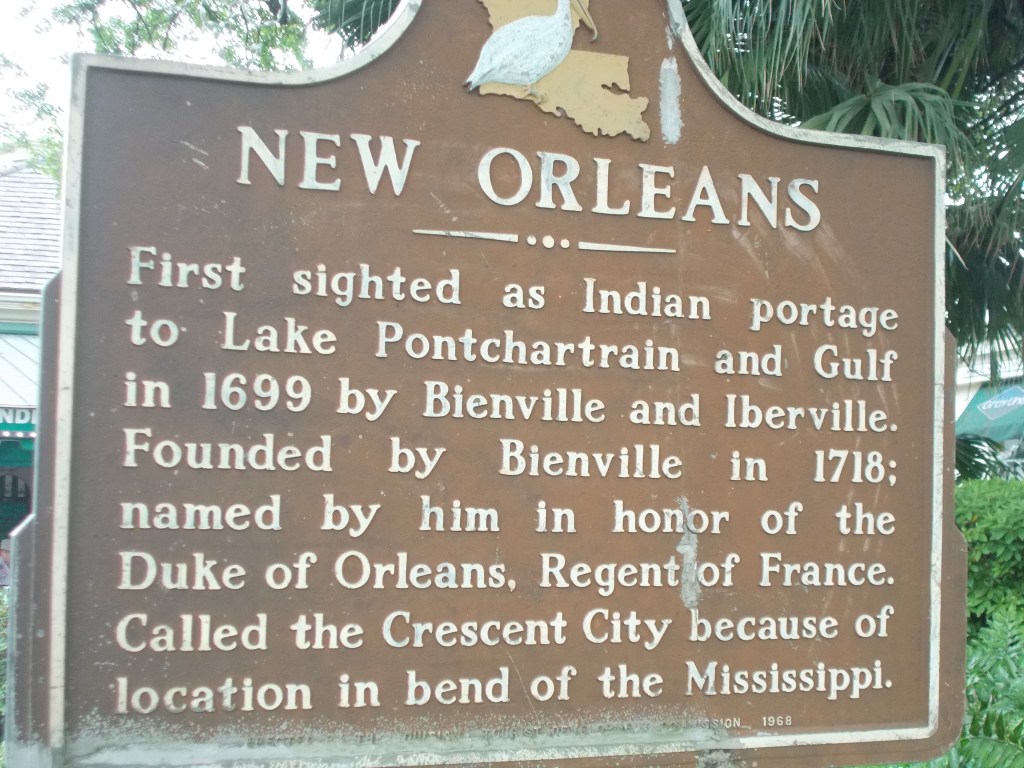 NEW ORLEANS
First sighted as Indian portage
to Lake Pontchartrain and Gulf
in 1699 by Bienville and Iberville.
Founded by Bienville in 1718;
named by him in honor of the
Duke of Orleans, Regent of France.
Called the Crescent City because of
location in bend of the Mississippi.
TOURIST 1968